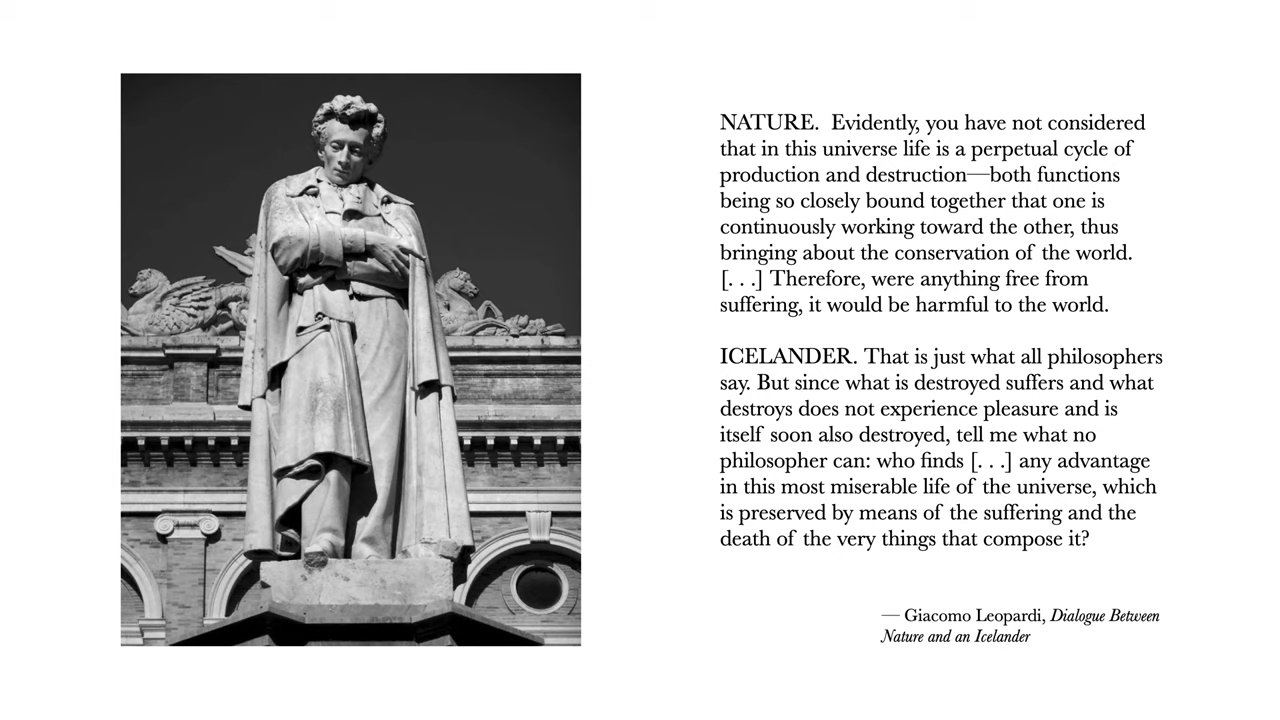 NATURE. Evidently, you have not considered
that in this universe life is a perpetual cycle of
production and destruction—both functions
being so closely bound together that one is
continuously working toward the other, thus
bringing about the conservation of the world.
[. . .] Therefore, were anything free from
suffering, it would be harmful to the world.
ICELANDER. That is just what all philosophers
say. But since what is destroyed suffers and what
destroys does not experience pleasure and is
itself soon also destroyed, tell me what no
philosopher can: who finds [. . .] any advantage
in this most miserable life of the universe, which
is preserved by means of the suffering and the
death of the very things that compose it?
— Giacomo Leopardi, Dialogue Between
Nature and an Icelander